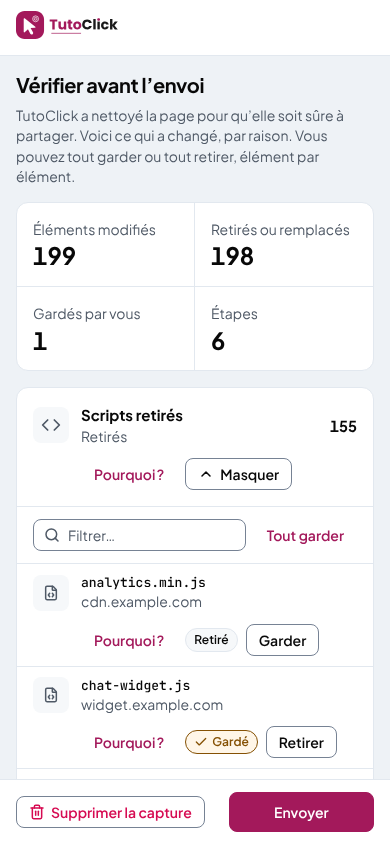 TutoClick
Vérifier avant l’envoi
TutoClick a nettoyé la page pour qu’elle soit sûre à
partager. Voici ce qui a changé, par raison. Vous
pouvez tout garder ou tout retirer, élément par
élément.
Éléments modifiés
199
Retirés ou remplacés
198
Gardés par vous
1
Étapes
6
Scripts retirés
Retirés
155
Pourquoi ?
Masquer
Filtrer…
Tout garder
analytics.min.js
cdn.example.com
Pourquoi ?
Retiré
Garder
chat-widget.js
widget.example.com
Pourquoi ?
Gardé
Retirer
Supprimer la capture
Envoyer